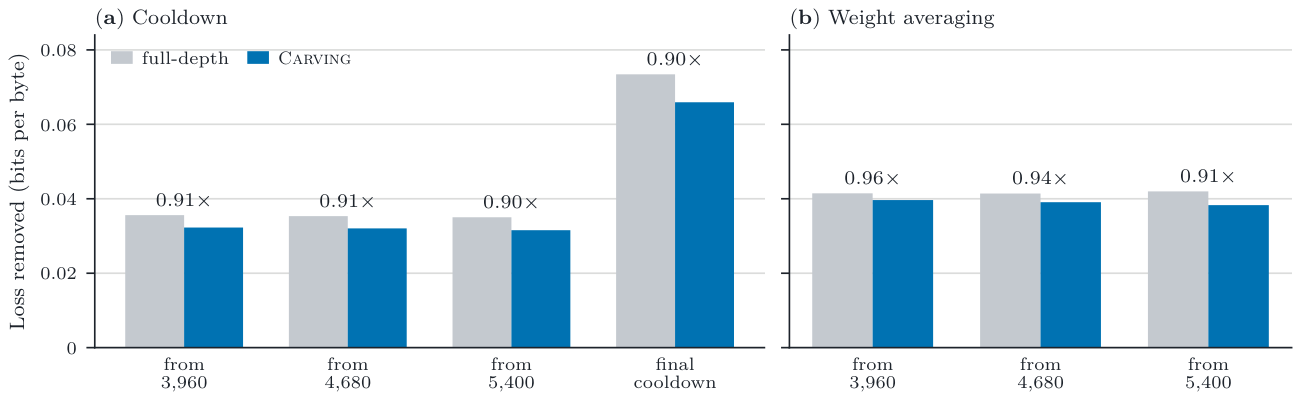 (a) Cooldown
Loss removed (bits per byte)
0.08
0.06
0.04
0.02
0
full-depth
CARVING
0.91×
0.91×
0.90×
0.90×
from
3,960
from
4,680
from
5,400
final
cooldown
(b) Weight averaging
0.96×
0.94×
0.91×
from
3,960
from
4,680
from
5,400